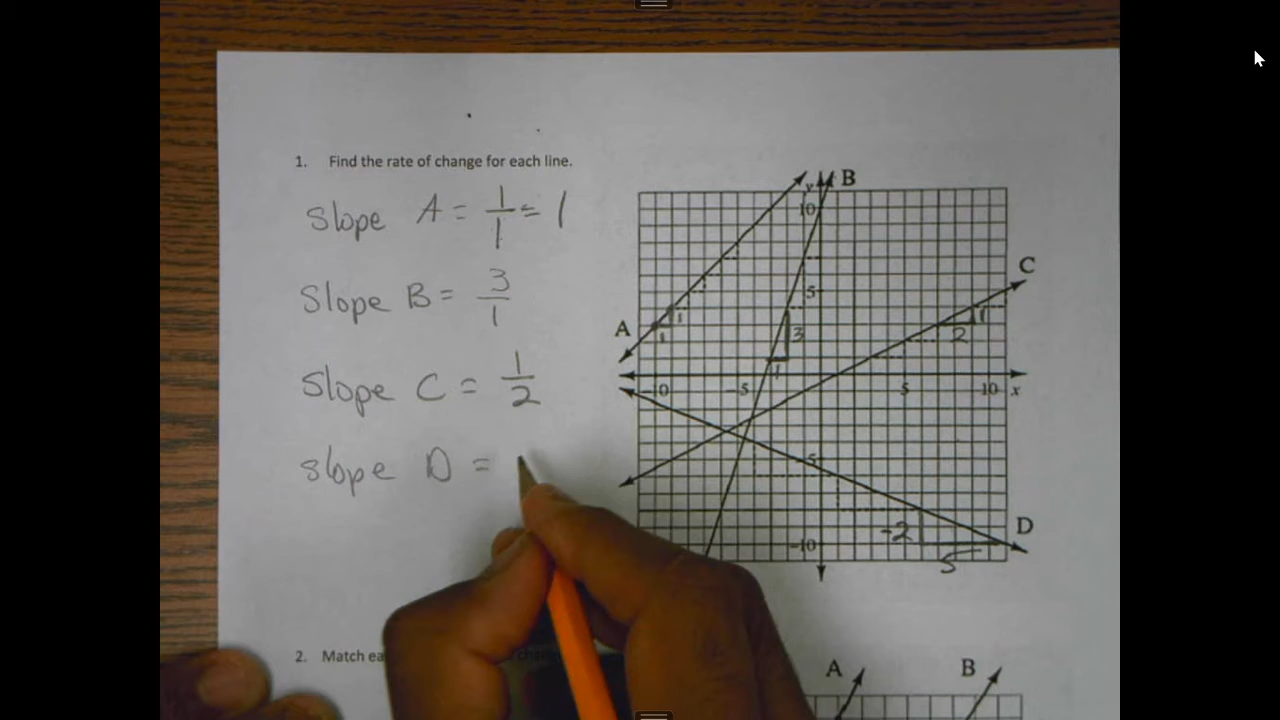 1. Find the rate of change for each line.
Slope A = 1/1 = 1
Slope B = 3/1
Slope C = 1/2
slope D =
y
B
10
C
5
1
2
A
1
1
3
1
-10
-5
5
10
x
-5
-2
D
-10
5
2. Match ea
A
B